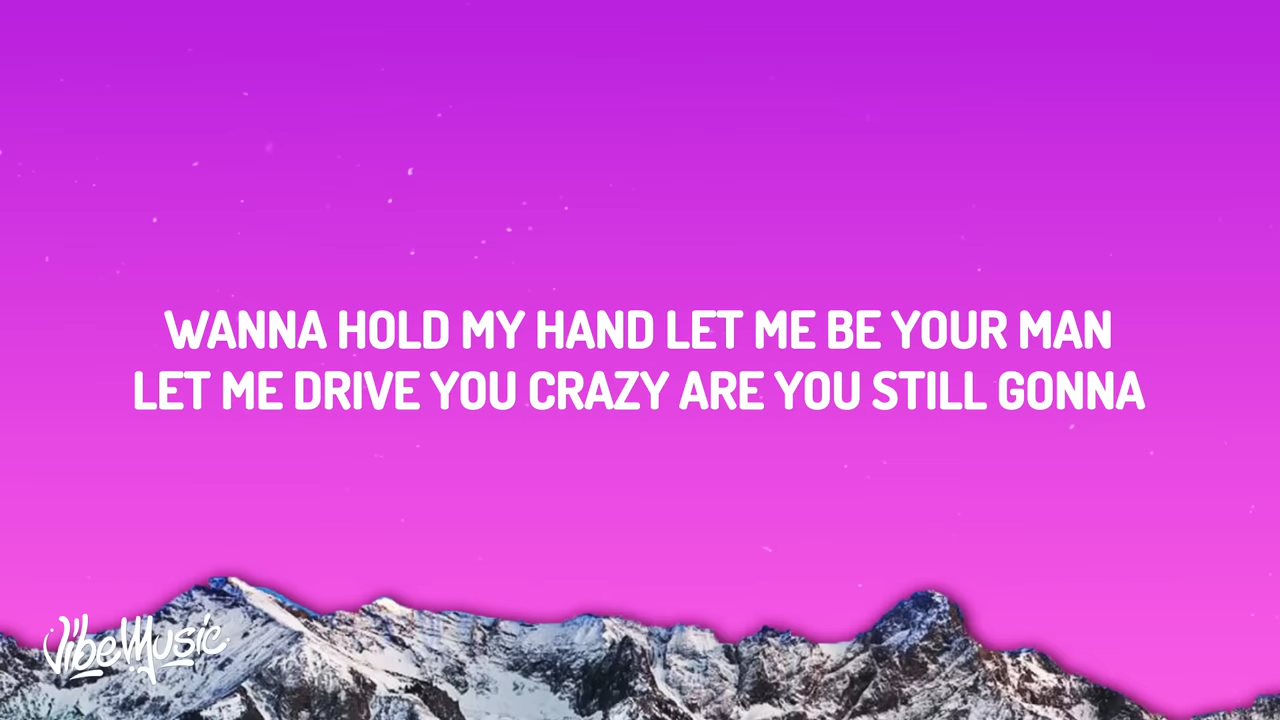 WANNA HOLD MY HAND LET ME BE YOUR MAN
LET ME DRIVE YOU CRAZY ARE YOU STILL GONNA
VibeMusic